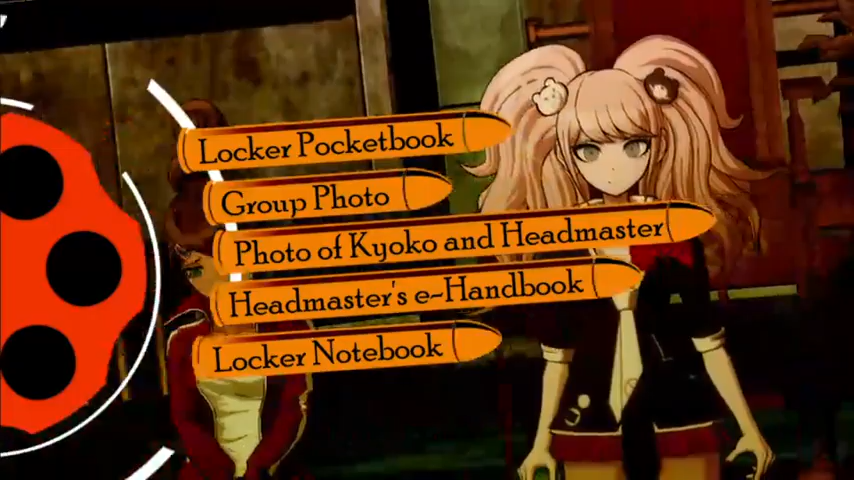 Locker Pocketbook
Group Photo
Photo of Kyoko and Headmaster
Headmaster's e-Handbook
Locker Notebook